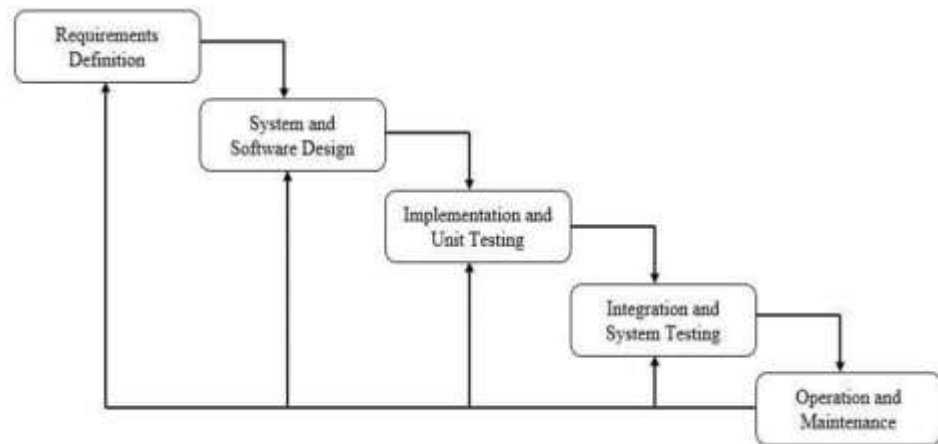 Requirements
Definition
System and
Software Design
Implementation and
Unit Testing
Integration and
System Testing
Operation and
Maintenance